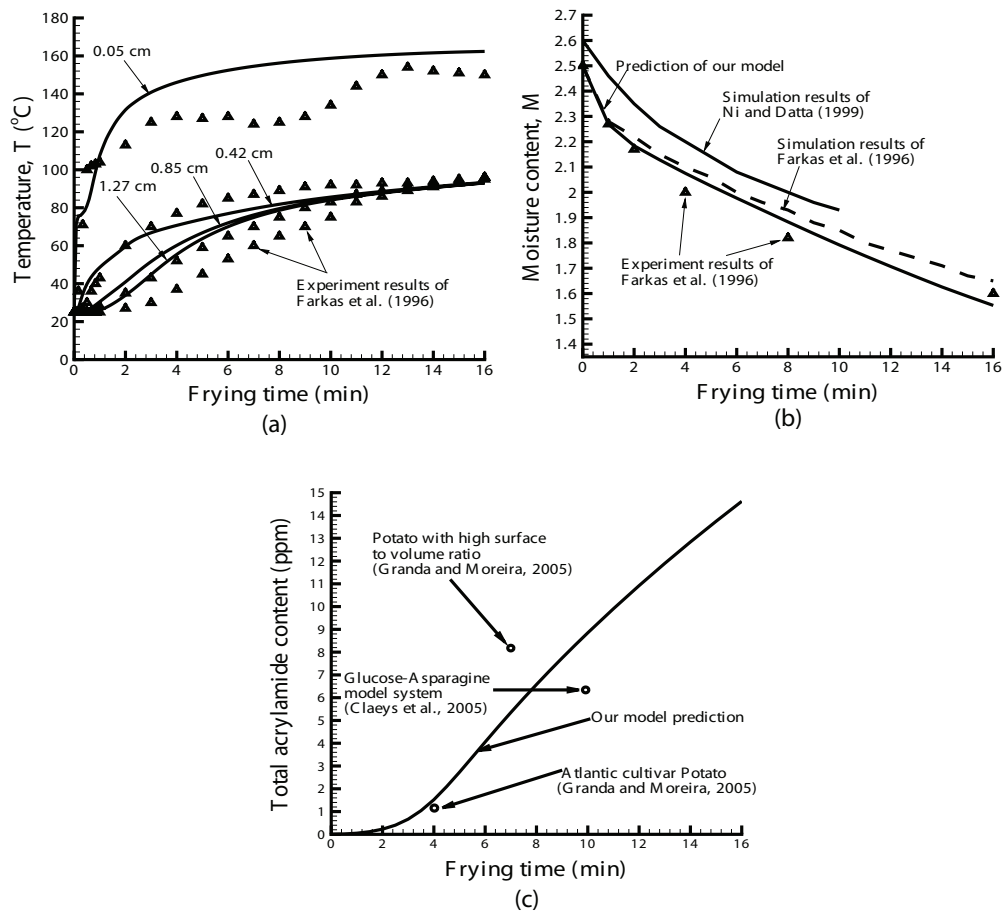 180
160
140
120
100
80
60
40
20
0
Temperature, T (°C)
0.05 cm
0.42 cm
0.85 cm
1.27 cm
Experiment results of
Farkas et al. (1996)
0 2 4 6 8 10 12 14 16
Frying time (min)
(a)
2.7
2.6
2.5
2.4
2.3
2.2
2.1
2
1.9
1.8
1.7
1.6
1.5
1.4
Moisture content, M
Prediction of our model
Simulation results of
Ni and Datta (1999)
Simulation results of
Farkas et al. (1996)
Experiment results of
Farkas et al. (1996)
0 2 4 6 8 10 12 14 16
Frying time (min)
(b)
15
14
13
12
11
10
9
8
7
6
5
4
3
2
1
0
Total acrylamide content (ppm)
Potato with high surface
to volume ratio
(Granda and Moreira, 2005)
Glucose-Asparagine
model system
(Claeys et al., 2005)
Our model prediction
Atlantic cultivar Potato
(Granda and Moreira, 2005)
0 2 4 6 8 10 12 14 16
Frying time (min)
(c)